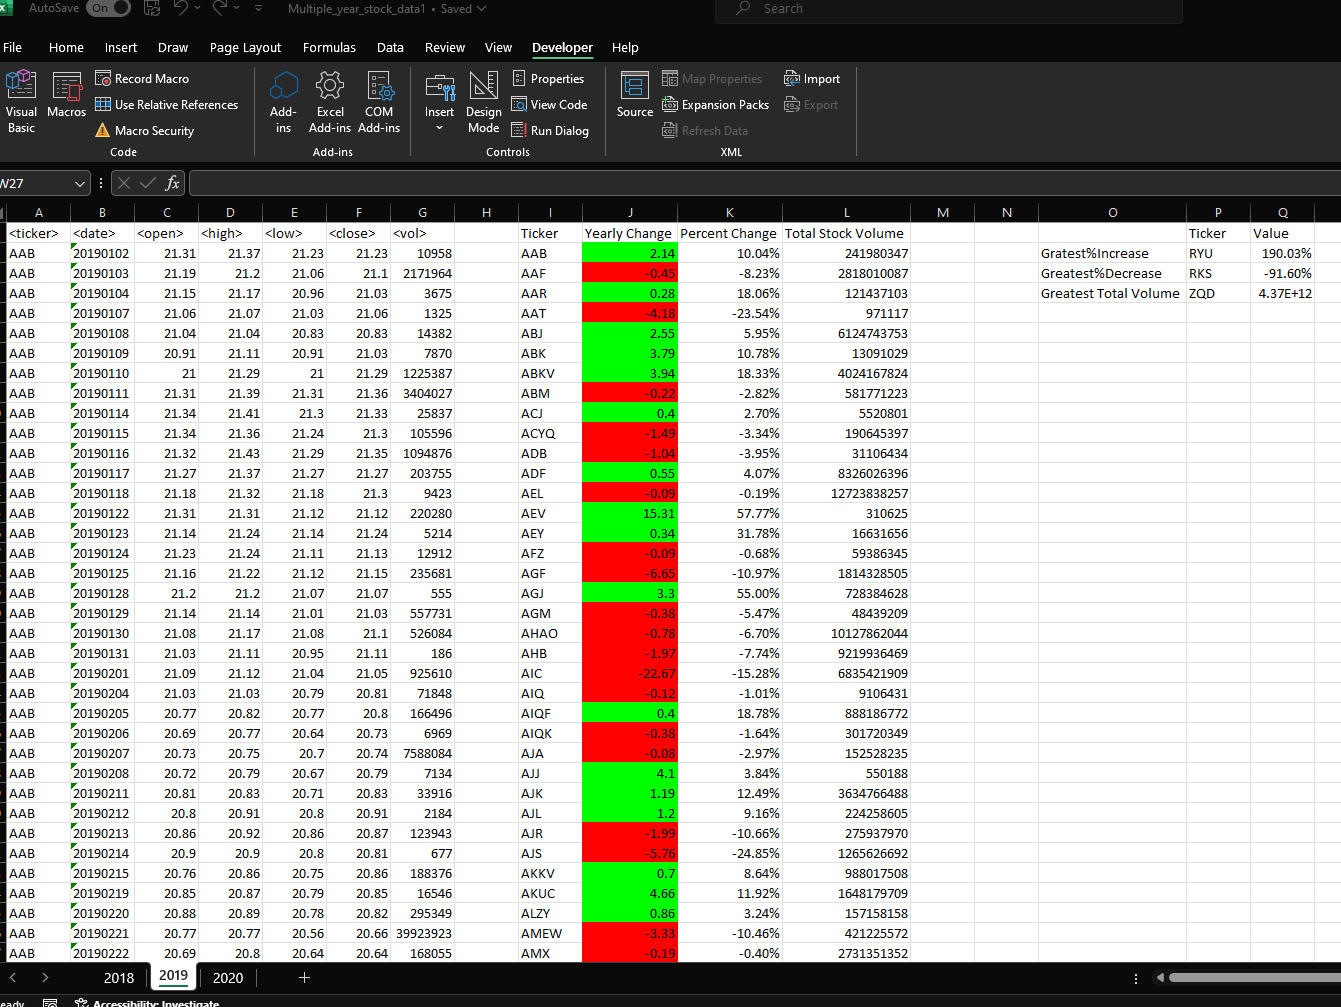 AutoSave On Multiple_year_stock_data1 • Saved Search
File Home Insert Draw Page Layout Formulas Data Review View Developer Help
Visual Basic Macros Record Macro Use Relative References Macro Security Code
Add-ins Excel Add-ins COM Add-ins Add-ins
Insert Design Mode Properties View Code Run Dialog Controls
Source Map Properties Expansion Packs Refresh Data Import Export XML
W27 fx
A B C D E F G H I J K L M N O P Q
<ticker> <date> <open> <high> <low> <close> <vol> Ticker Yearly Change Percent Change Total Stock Volume Ticker Value
AAB 20190102 21.31 21.37 21.23 21.23 10958 AAB 2.14 10.04% 241980347 Gratest%Increase RYU 190.03%
AAB 20190103 21.19 21.2 21.06 21.1 2171964 AAF -0.45 -8.23% 2818010087 Greatest%Decrease RKS -91.60%
AAB 20190104 21.15 21.17 20.96 21.03 3675 AAR 0.28 18.06% 121437103 Greatest Total Volume ZQD 4.37E+12
AAB 20190107 21.06 21.07 21.03 21.06 1325 AAT -4.18 -23.54% 971117
AAB 20190108 21.04 21.04 20.83 20.83 14382 ABJ 2.55 5.95% 6124743753
AAB 20190109 20.91 21.11 20.91 21.03 7870 ABK 3.79 10.78% 13091029
AAB 20190110 21 21.29 21 21.29 1225387 ABKV 3.94 18.33% 4024167824
AAB 20190111 21.31 21.39 21.31 21.36 3404027 ABM -0.22 -2.82% 581771223
AAB 20190114 21.34 21.41 21.3 21.33 25837 ACJ 0.4 2.70% 5520801
AAB 20190115 21.34 21.36 21.24 21.3 105596 ACYQ -1.49 -3.34% 190645397
AAB 20190116 21.32 21.43 21.29 21.35 1094876 ADB -1.04 -3.95% 31106434
AAB 20190117 21.27 21.37 21.27 21.27 203755 ADF 0.55 4.07% 8326026396
AAB 20190118 21.18 21.32 21.18 21.3 9423 AEL -0.09 -0.19% 12723838257
AAB 20190122 21.31 21.31 21.12 21.12 220280 AEV 15.31 57.77% 310625
AAB 20190123 21.14 21.24 21.14 21.24 5214 AEY 0.34 31.78% 16631656
AAB 20190124 21.23 21.24 21.11 21.13 12912 AFZ -0.09 -0.68% 59386345
AAB 20190125 21.16 21.22 21.12 21.15 235681 AGF -6.65 -10.97% 1814328505
AAB 20190128 21.2 21.2 21.07 21.07 555 AGJ 3.3 55.00% 728384628
AAB 20190129 21.14 21.14 21.01 21.03 557731 AGM -0.38 -5.47% 48439209
AAB 20190130 21.08 21.17 21.08 21.1 526084 AHAO -0.78 -6.70% 10127862044
AAB 20190131 21.03 21.11 20.95 21.11 186 AHB -1.97 -7.74% 9219936469
AAB 20190201 21.09 21.12 21.04 21.05 925610 AIC -22.67 -15.28% 6835421909
AAB 20190204 21.03 21.03 20.79 20.81 71848 AIQ -0.12 -1.01% 9106431
AAB 20190205 20.77 20.82 20.77 20.8 166496 AIQF 0.4 18.78% 888186772
AAB 20190206 20.69 20.77 20.64 20.73 6969 AIQK -0.38 -1.64% 301720349
AAB 20190207 20.73 20.75 20.7 20.74 7588084 AJA -0.08 -2.97% 152528235
AAB 20190208 20.72 20.79 20.67 20.79 7134 AJJ 4.1 3.84% 550188
AAB 20190211 20.81 20.83 20.71 20.83 33916 AJK 1.19 12.49% 3634766488
AAB 20190212 20.8 20.91 20.8 20.91 2184 AJL 1.2 9.16% 224258605
AAB 20190213 20.86 20.92 20.86 20.87 123943 AJR -1.99 -10.66% 275937970
AAB 20190214 20.9 20.9 20.8 20.81 677 AJS -5.76 -24.85% 1265626692
AAB 20190215 20.76 20.86 20.75 20.86 188376 AKKV 0.7 8.64% 988017508
AAB 20190219 20.85 20.87 20.79 20.85 16546 AKUC 4.66 11.92% 1648179709
AAB 20190220 20.88 20.89 20.78 20.82 295349 ALZY 0.86 3.24% 157158158
AAB 20190221 20.77 20.77 20.56 20.66 39923923 AMEW -3.33 -10.46% 421225572
AAB 20190222 20.69 20.8 20.64 20.64 168055 AMX -0.19 -0.40% 2731351352
2018 2019 2020
eady Accessibility: Investigate